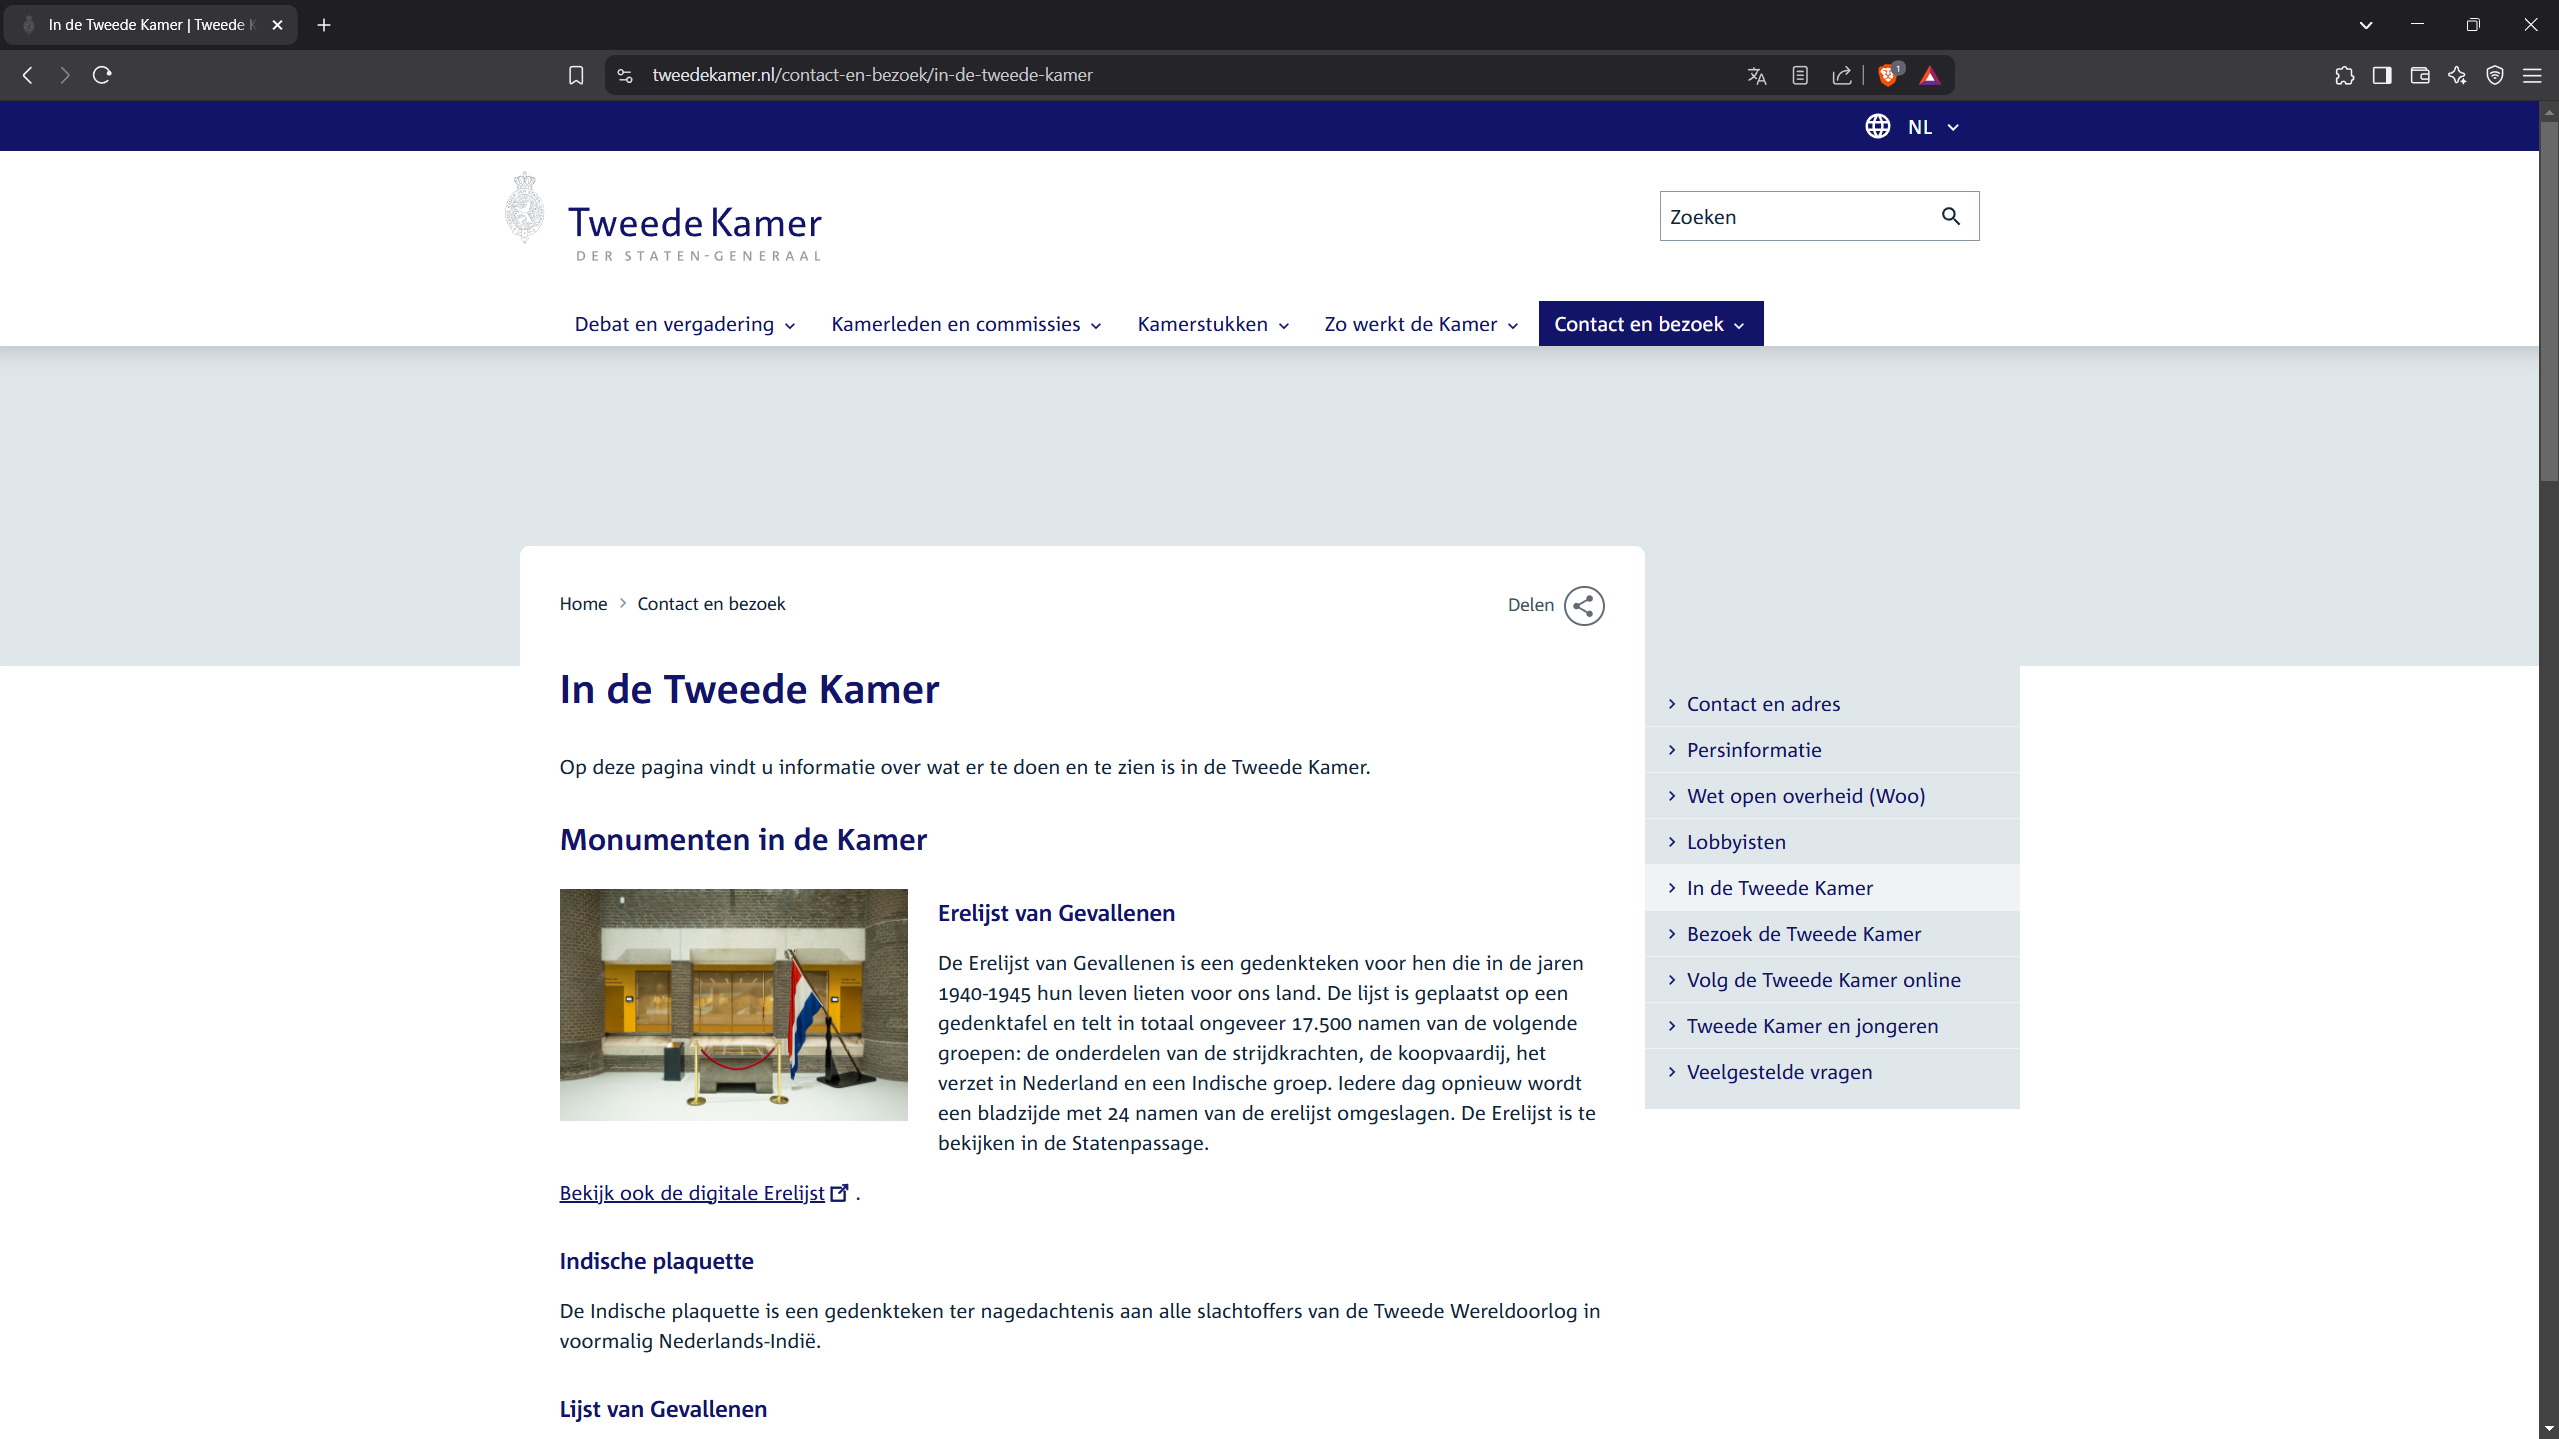 In de Tweede Kamer | Tweede K
tweedekamer.nl/contact-en-bezoek/in-de-tweede-kamer
1
NL
Tweede Kamer
DER STATEN-GENERAAL
Zoeken
Debat en vergadering
Kamerleden en commissies
Kamerstukken
Zo werkt de Kamer
Contact en bezoek
Home > Contact en bezoek
Delen
In de Tweede Kamer
Op deze pagina vindt u informatie over wat er te doen en te zien is in de Tweede Kamer.
Monumenten in de Kamer
Erelijst van Gevallenen
De Erelijst van Gevallenen is een gedenkteken voor hen die in de jaren
1940-1945 hun leven lieten voor ons land. De lijst is geplaatst op een
gedenktafel en telt in totaal ongeveer 17.500 namen van de volgende
groepen: de onderdelen van de strijdkrachten, de koopvaardij, het
verzet in Nederland en een Indische groep. Iedere dag opnieuw wordt
een bladzijde met 24 namen van de erelijst omgeslagen. De Erelijst is te
bekijken in de Statenpassage.
Bekijk ook de digitale Erelijst .
Indische plaquette
De Indische plaquette is een gedenkteken ter nagedachtenis aan alle slachtoffers van de Tweede Wereldoorlog in
voormalig Nederlands-Indië.
Lijst van Gevallenen
Contact en adres
Persinformatie
Wet open overheid (Woo)
Lobbyisten
In de Tweede Kamer
Bezoek de Tweede Kamer
Volg de Tweede Kamer online
Tweede Kamer en jongeren
Veelgestelde vragen